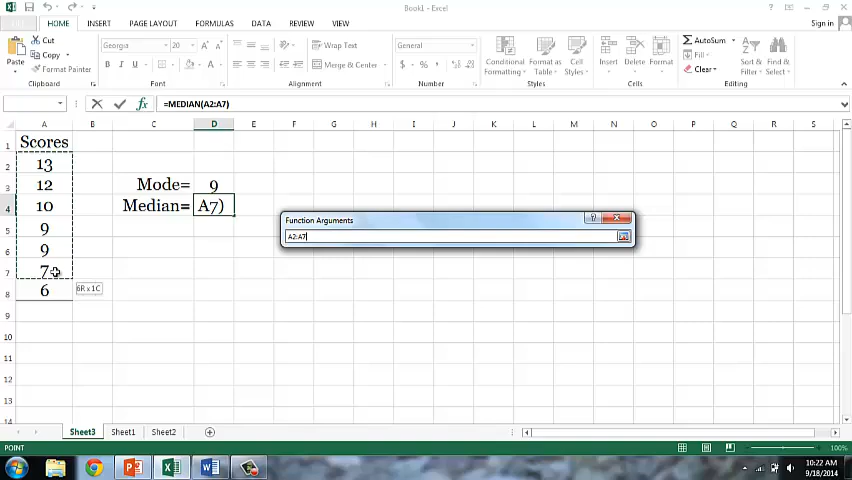 Book1 - Excel
HOME INSERT PAGE LAYOUT FORMULAS DATA REVIEW VIEW Sign in
Cut Georgia 20 Wrap Text General AutoSum
Paste Copy Merge & Center Conditional Formatting Format as Table Cell Styles Insert Delete Format Fill Sort & Filter Find & Select
Format Painter Clear
Clipboard Font Alignment Number Styles Cells Editing
=MEDIAN(A2:A7)
A B C D E F G H I J K L M N O P Q R S
1 Scores
2 13
3 12 Mode= 9
4 10 Median= A7)
Function Arguments
A2:A7
5 9
6 9
7 7
8 6
6R x 1C
9
10
11
12
13
14
Sheet3 Sheet1 Sheet2
POINT 100%
10:22 AM
9/18/2014